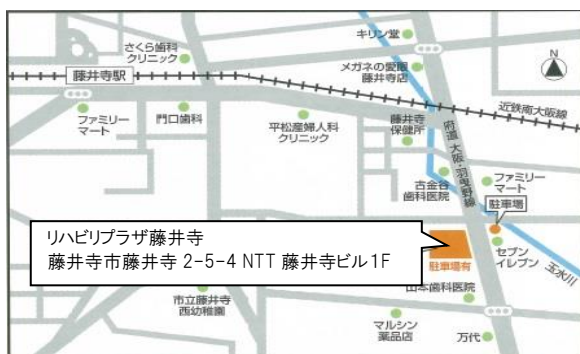 キリン堂
さくら歯科
クリニック
メガネの愛眼
藤井寺店
N
藤井寺駅
近鉄南大阪線
ファミリー
マート
門口歯科
平松産婦人科
クリニック
藤井寺
保健所
府道 大阪・羽曳野線
古金谷
歯科医院
ファミリー
マート
駐車場
リハビリプラザ藤井寺
藤井寺市藤井寺 2-5-4 NTT 藤井寺ビル1F
駐車場有
セブン
イレブン
玉水川
山本歯科医院
市立藤井寺
西幼稚園
マルシン
薬品店
万代